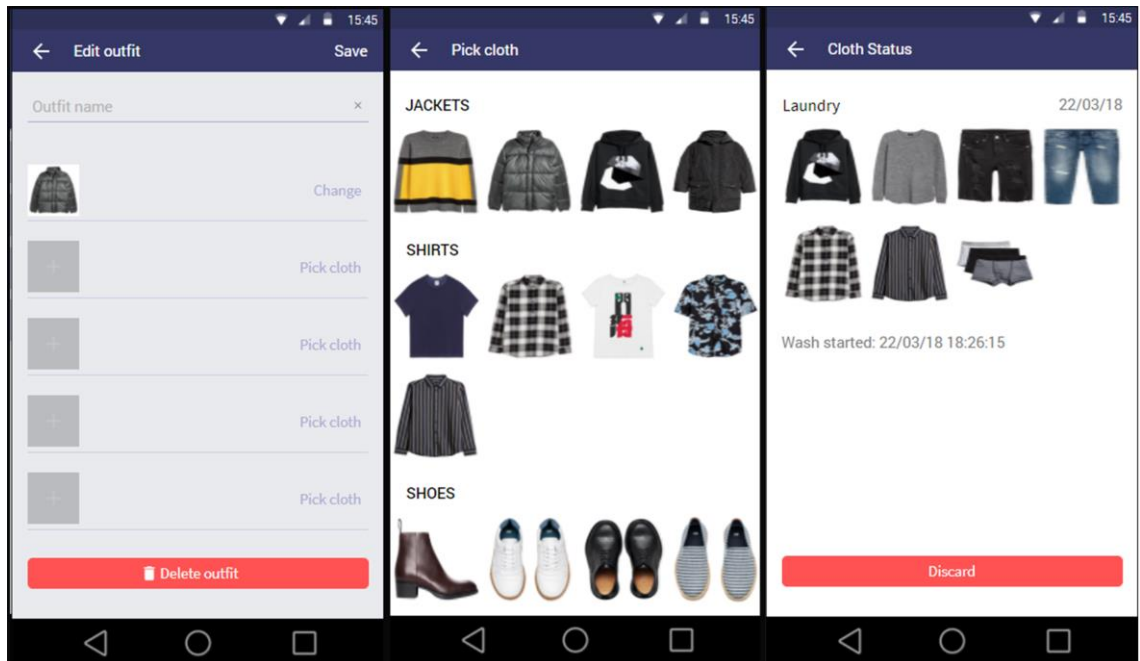 15:45
Edit outfit
Save
Outfit name ×
Change
Pick cloth
Pick cloth
Pick cloth
Pick cloth
Delete outfit
15:45
Pick cloth
JACKETS
SHIRTS
SHOES
15:45
Cloth Status
Laundry 22/03/18
Wash started: 22/03/18 18:26:15
Discard